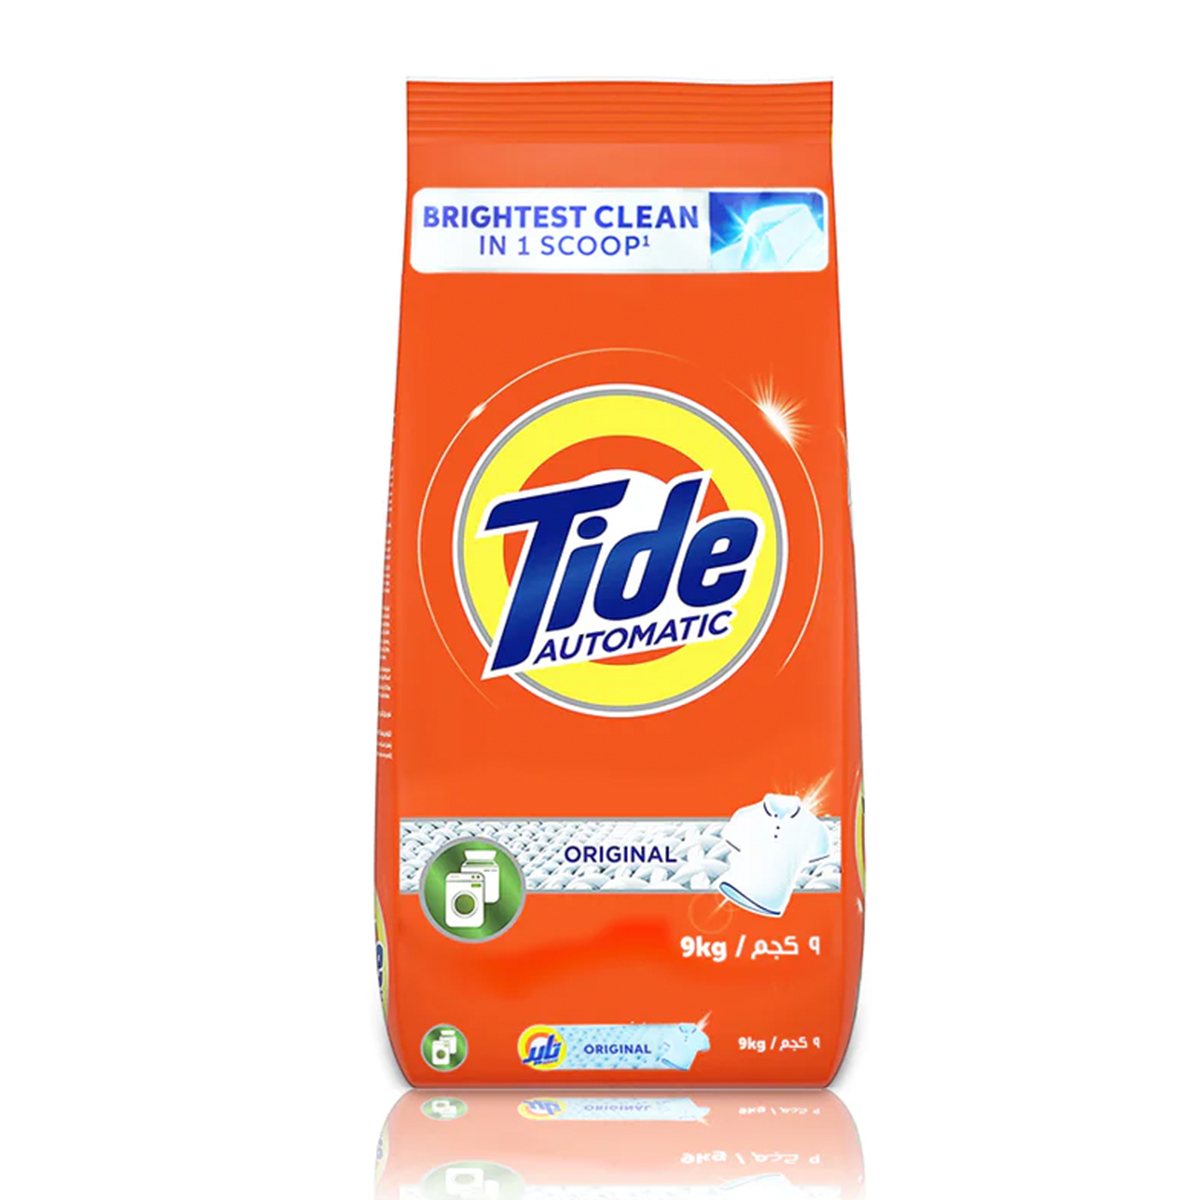 BRIGHTEST CLEAN
IN 1 SCOOP¹
Tide
AUTOMATIC
ORIGINAL
9kg / ٩ كجم
تايد
ORIGINAL
9kg / ٩ كجم